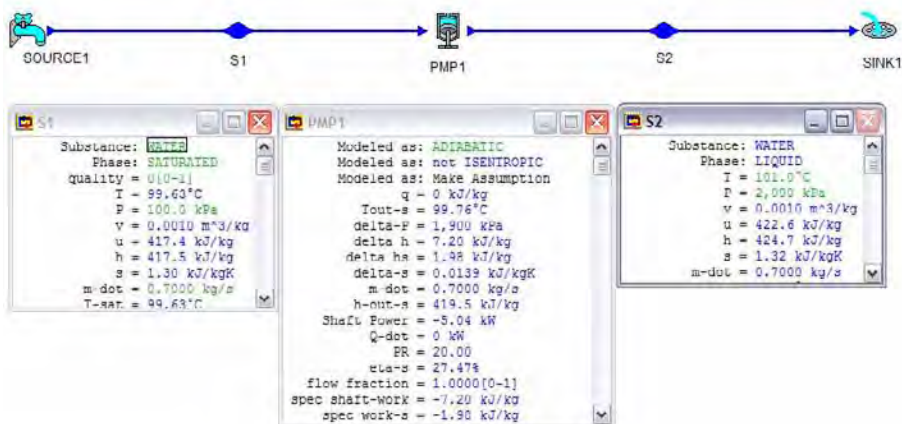 SOURCE1
S1
PMP1
S2
SINK1
S1
Substance: WATER
Phase: SATURATED
quality = 0[0-1]
T = 99.63°C
P = 100.0 kPa
v = 0.0010 m^3/kg
u = 417.4 kJ/kg
h = 417.5 kJ/kg
s = 1.30 kJ/kgK
m-dot = 0.7000 kg/s
T-sat = 99.63°C
PMP1
Modeled as: ADIABATIC
Modeled as: not ISENTROPIC
Modeled as: Make Assumption
q = 0 kJ/kg
Tout-s = 99.76°C
delta-P = 1,900 kPa
delta h = 7.20 kJ/kg
delta hs = 1.98 kJ/kg
delta-s = 0.0139 kJ/kgK
m-dot = 0.7000 kg/s
h-out-s = 419.5 kJ/kg
Shaft Power = -5.04 kW
Q-dot = 0 kW
PR = 20.00
eta-s = 27.47%
flow fraction = 1.0000[0-1]
spec shaft-work = -7.20 kJ/kg
spec work-s = -1.98 kJ/kg
S2
Substance: WATER
Phase: LIQUID
T = 101.0°C
P = 2,000 kPa
v = 0.0010 m^3/kg
u = 422.6 kJ/kg
h = 424.7 kJ/kg
s = 1.32 kJ/kgK
m-dot = 0.7000 kg/s